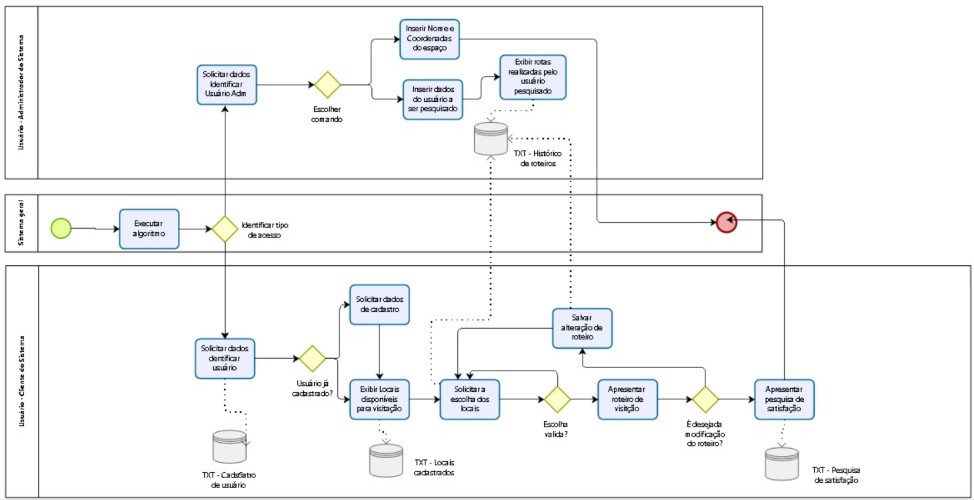 Usuário - Administrador do Sistema
Solicitar dados
Identificar
Usuário Adm
Escolher
comando
Inserir Nome e
Coordenadas
do espaço
Inserir dados
do usuário a
ser pesquisado
Exibir rotas
realizadas pelo
usuário
pesquisado
TXT - Histórico
de roteiros
Sistema geral
Executar
algoritmo
Identificar tipo
de acesso
Usuário - Cliente do Sistema
Solicitar dados
dentificar
usuário
TXT - CadaSatro
de usuário
Usuário já
cadastrado?
Solicitar dados
de cadastro
Exibir Locais
disponíveis
para visitação
TXT - Locais
cadastrados
Solicitar a
escolha dos
locais
Escolha
valida?
Salvar
alteração de
roteiro
Apresentar
roteiro de
visitção
É desejada
modificação
do roteiro?
Apresentar
pesquisa de
satisfação
TXT - Pesquisa
de satisfação